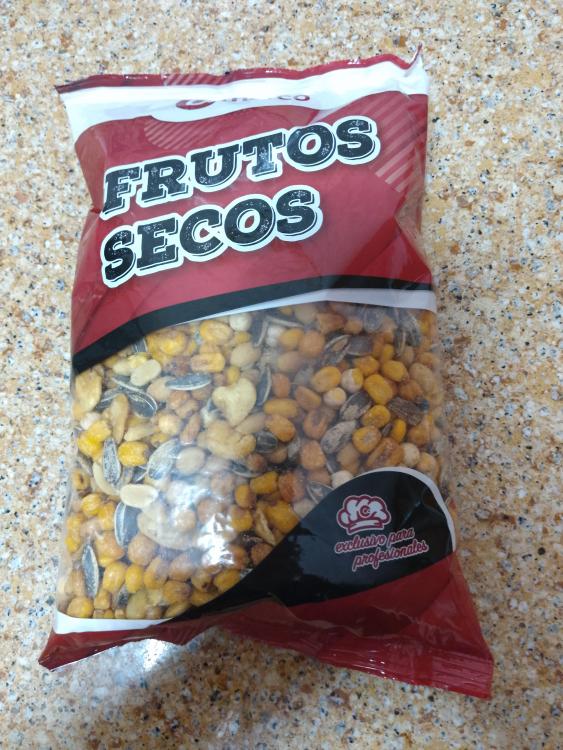 FRUTOS
SECOS
exclusivo para
profesionales